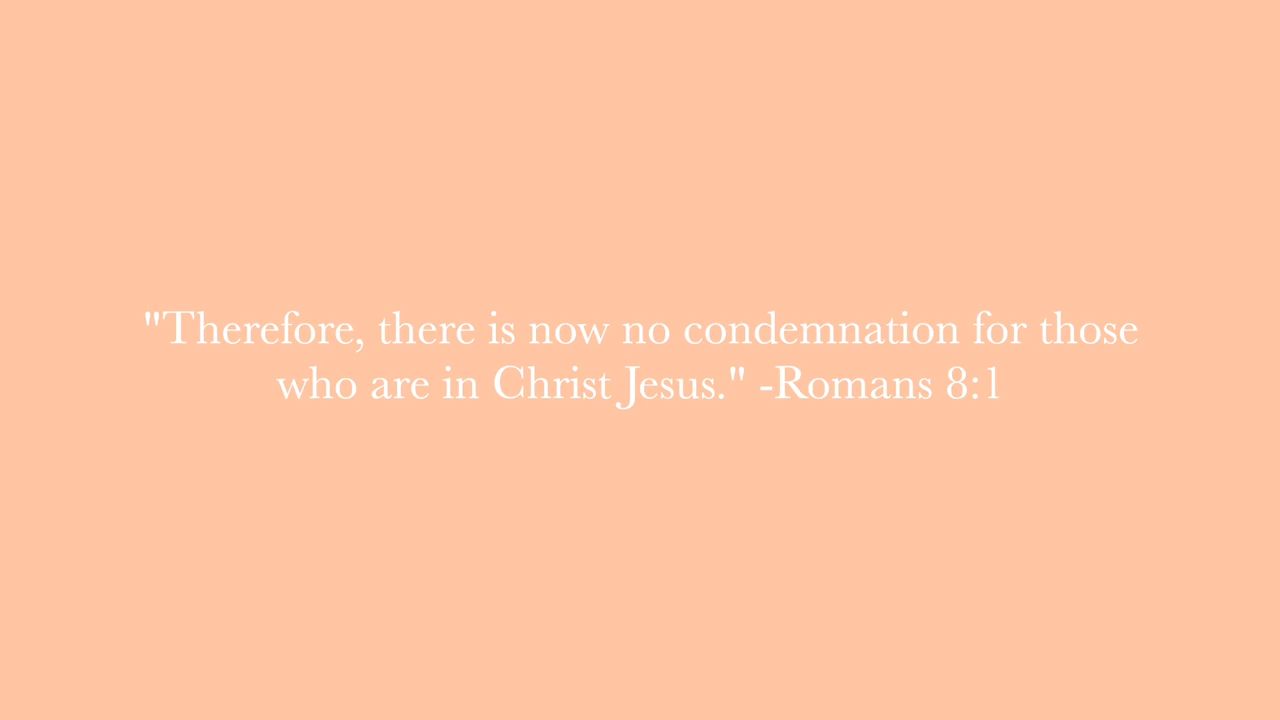 "Therefore, there is now no condemnation for those
who are in Christ Jesus." -Romans 8:1